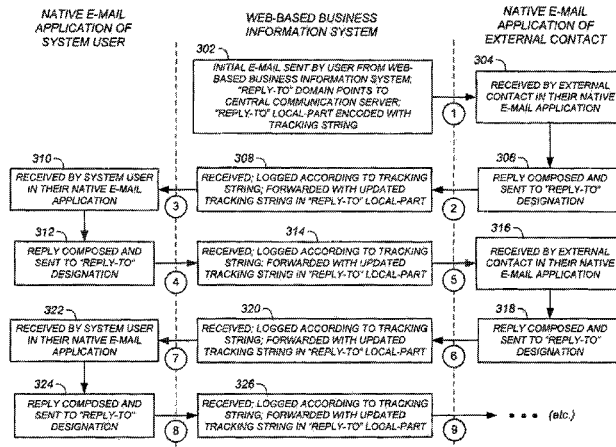 NATIVE E-MAIL
APPLICATION OF
SYSTEM USER
WEB-BASED BUSINESS
INFORMATION SYSTEM
NATIVE E-MAIL
APPLICATION OF
EXTERNAL CONTACT
302
INITIAL E-MAIL SENT BY USER FROM WEB-
BASED BUSINESS INFORMATION SYSTEM;
"REPLY-TO" DOMAIN POINTS TO
CENTRAL COMMUNICATION SERVER;
"REPLY-TO" LOCAL-PART ENCODED WITH
TRACKING STRING
1
304
RECEIVED BY EXTERNAL
CONTACT IN THEIR NATIVE
E-MAIL APPLICATION
310
RECEIVED BY SYSTEM USER
IN THEIR NATIVE E-MAIL
APPLICATION
3
308
RECEIVED; LOGGED ACCORDING TO TRACKING
STRING; FORWARDED WITH UPDATED
TRACKING STRING IN "REPLY-TO" LOCAL-PART
2
306
REPLY COMPOSED AND
SENT TO "REPLY-TO"
DESIGNATION
312
REPLY COMPOSED AND
SENT TO "REPLY-TO"
DESIGNATION
4
314
RECEIVED; LOGGED ACCORDING TO TRACKING
STRING; FORWARDED WITH UPDATED
TRACKING STRING IN "REPLY-TO" LOCAL-PART
5
316
RECEIVED BY EXTERNAL
CONTACT IN THEIR NATIVE
E-MAIL APPLICATION
322
RECEIVED BY SYSTEM USER
IN THEIR NATIVE E-MAIL
APPLICATION
7
320
RECEIVED; LOGGED ACCORDING TO TRACKING
STRING; FORWARDED WITH UPDATED
TRACKING STRING IN "REPLY-TO" LOCAL-PART
6
318
REPLY COMPOSED AND
SENT TO "REPLY-TO"
DESIGNATION
324
REPLY COMPOSED AND
SENT TO "REPLY-TO"
DESIGNATION
8
326
RECEIVED; LOGGED ACCORDING TO TRACKING
STRING; FORWARDED WITH UPDATED
TRACKING STRING IN "REPLY-TO" LOCAL-PART
9
• • • (etc.)